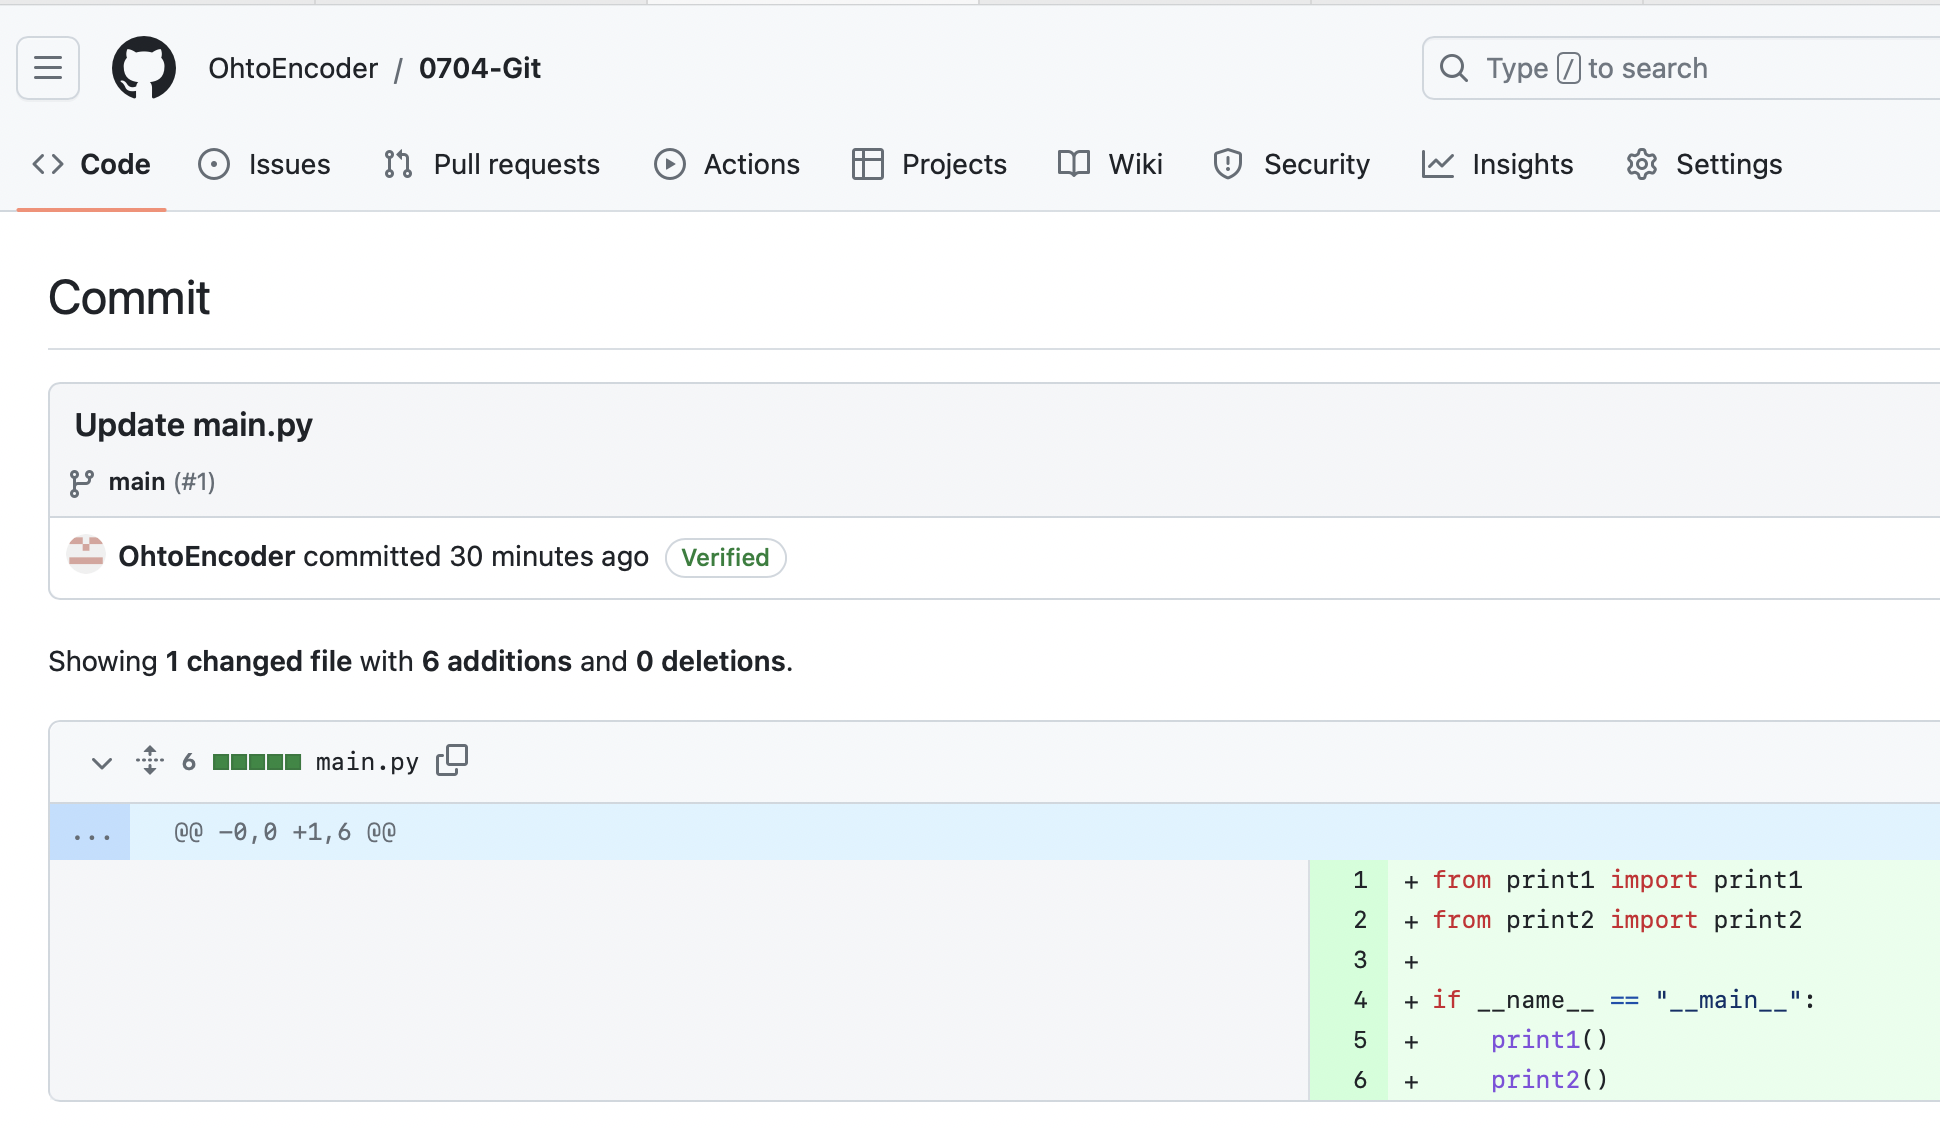 OhtoEncoder / 0704-Git
Type / to search
Code Issues Pull requests Actions Projects Wiki Security Insights Settings
Commit
Update main.py
main (#1)
OhtoEncoder committed 30 minutes ago Verified
Showing 1 changed file with 6 additions and 0 deletions.
6 main.py
... @@ -0,0 +1,6 @@
1 + from print1 import print1
2 + from print2 import print2
3 +
4 + if __name__ == "__main__":
5 +     print1()
6 +     print2()